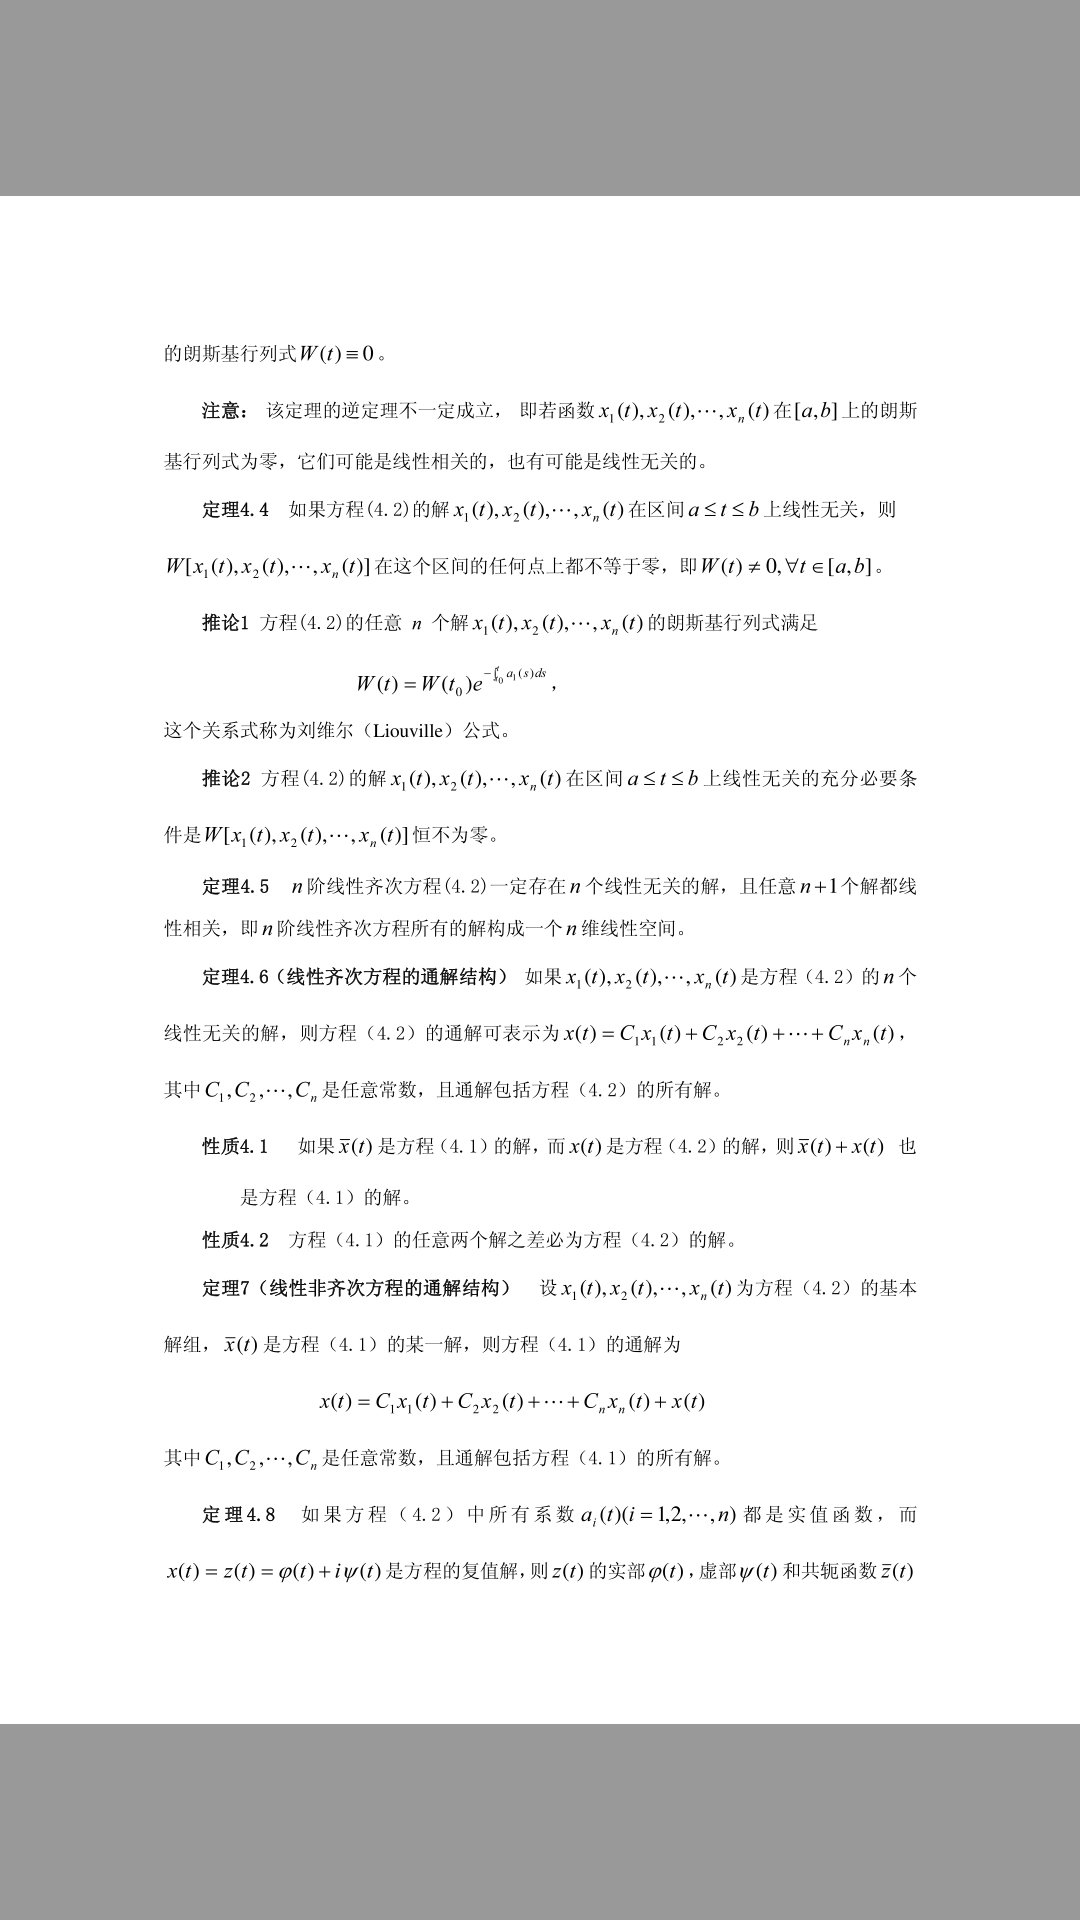 的朗斯基行列式W(t) ≡ 0。
注意： 该定理的逆定理不一定成立， 即若函数 x₁(t), x₂(t), ⋯, xₙ(t) 在[a,b]上的朗斯
基行列式为零，它们可能是线性相关的，也有可能是线性无关的。
定理4.4 如果方程(4.2)的解 x₁(t), x₂(t), ⋯, xₙ(t) 在区间 a ≤ t ≤ b 上线性无关，则
W[x₁(t), x₂(t), ⋯, xₙ(t)] 在这个区间的任何点上都不等于零，即 W(t) ≠ 0, ∀t ∈ [a,b]。
推论1 方程(4.2)的任意 n 个解 x₁(t), x₂(t), ⋯, xₙ(t) 的朗斯基行列式满足
W(t) = W(t₀)e^{-∫_{t₀}^{t} a₁(s)ds}，
这个关系式称为刘维尔（Liouville）公式。
推论2 方程(4.2)的解 x₁(t), x₂(t), ⋯, xₙ(t) 在区间 a ≤ t ≤ b 上线性无关的充分必要条
件是W[x₁(t), x₂(t), ⋯, xₙ(t)]恒不为零。
定理4.5 n阶线性齐次方程(4.2)一定存在n个线性无关的解，且任意n+1个解都线
性相关，即n阶线性齐次方程所有的解构成一个n维线性空间。
定理4.6（线性齐次方程的通解结构） 如果 x₁(t), x₂(t), ⋯, xₙ(t) 是方程（4.2）的n个
线性无关的解，则方程（4.2）的通解可表示为 x(t) = C₁x₁(t) + C₂x₂(t) + ⋯ + Cₙxₙ(t)，
其中C₁, C₂, ⋯, Cₙ是任意常数，且通解包括方程（4.2）的所有解。
性质4.1 如果 x̄(t) 是方程（4.1）的解，而 x(t) 是方程（4.2）的解，则 x̄(t) + x(t) 也
是方程（4.1）的解。
性质4.2 方程（4.1）的任意两个解之差必为方程（4.2）的解。
定理7（线性非齐次方程的通解结构） 设 x₁(t), x₂(t), ⋯, xₙ(t) 为方程（4.2）的基本
解组， x̄(t) 是方程（4.1）的某一解，则方程（4.1）的通解为
x(t) = C₁x₁(t) + C₂x₂(t) + ⋯ + Cₙxₙ(t) + x(t)
其中C₁, C₂, ⋯, Cₙ是任意常数，且通解包括方程（4.1）的所有解。
定理4.8 如果方程（4.2）中所有系数 aᵢ(t)(i = 1,2,⋯,n) 都是实值函数，而
x(t) = z(t) = φ(t) + iψ(t) 是方程的复值解，则 z(t) 的实部φ(t)，虚部ψ(t) 和共轭函数 z̄(t)